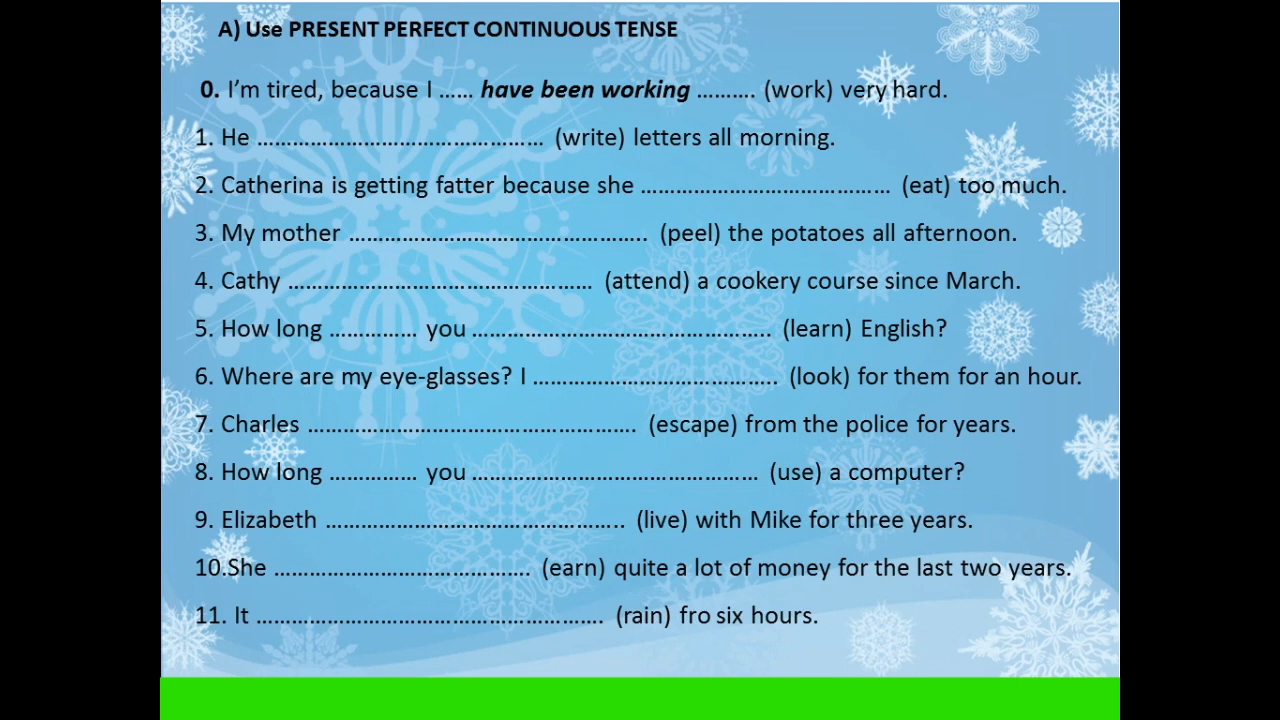 A) Use PRESENT PERFECT CONTINUOUS TENSE
0. I’m tired, because I …… have been working ………. (work) very hard.
1. He ………………………………….. (write) letters all morning.
2. Catherina is getting fatter because she ……………………………… (eat) too much.
3. My mother …………………………………….. (peel) the potatoes all afternoon.
4. Cathy ……………………………………. (attend) a cookery course since March.
5. How long ………… you …………………………………….. (learn) English?
6. Where are my eye-glasses? I …………………………….. (look) for them for an hour.
7. Charles ………………………………………. (escape) from the police for years.
8. How long ………… you ………………………………….. (use) a computer?
9. Elizabeth …………………………………….. (live) with Mike for three years.
10.She ………………………………. (earn) quite a lot of money for the last two years.
11. It …………………………………………. (rain) fro six hours.